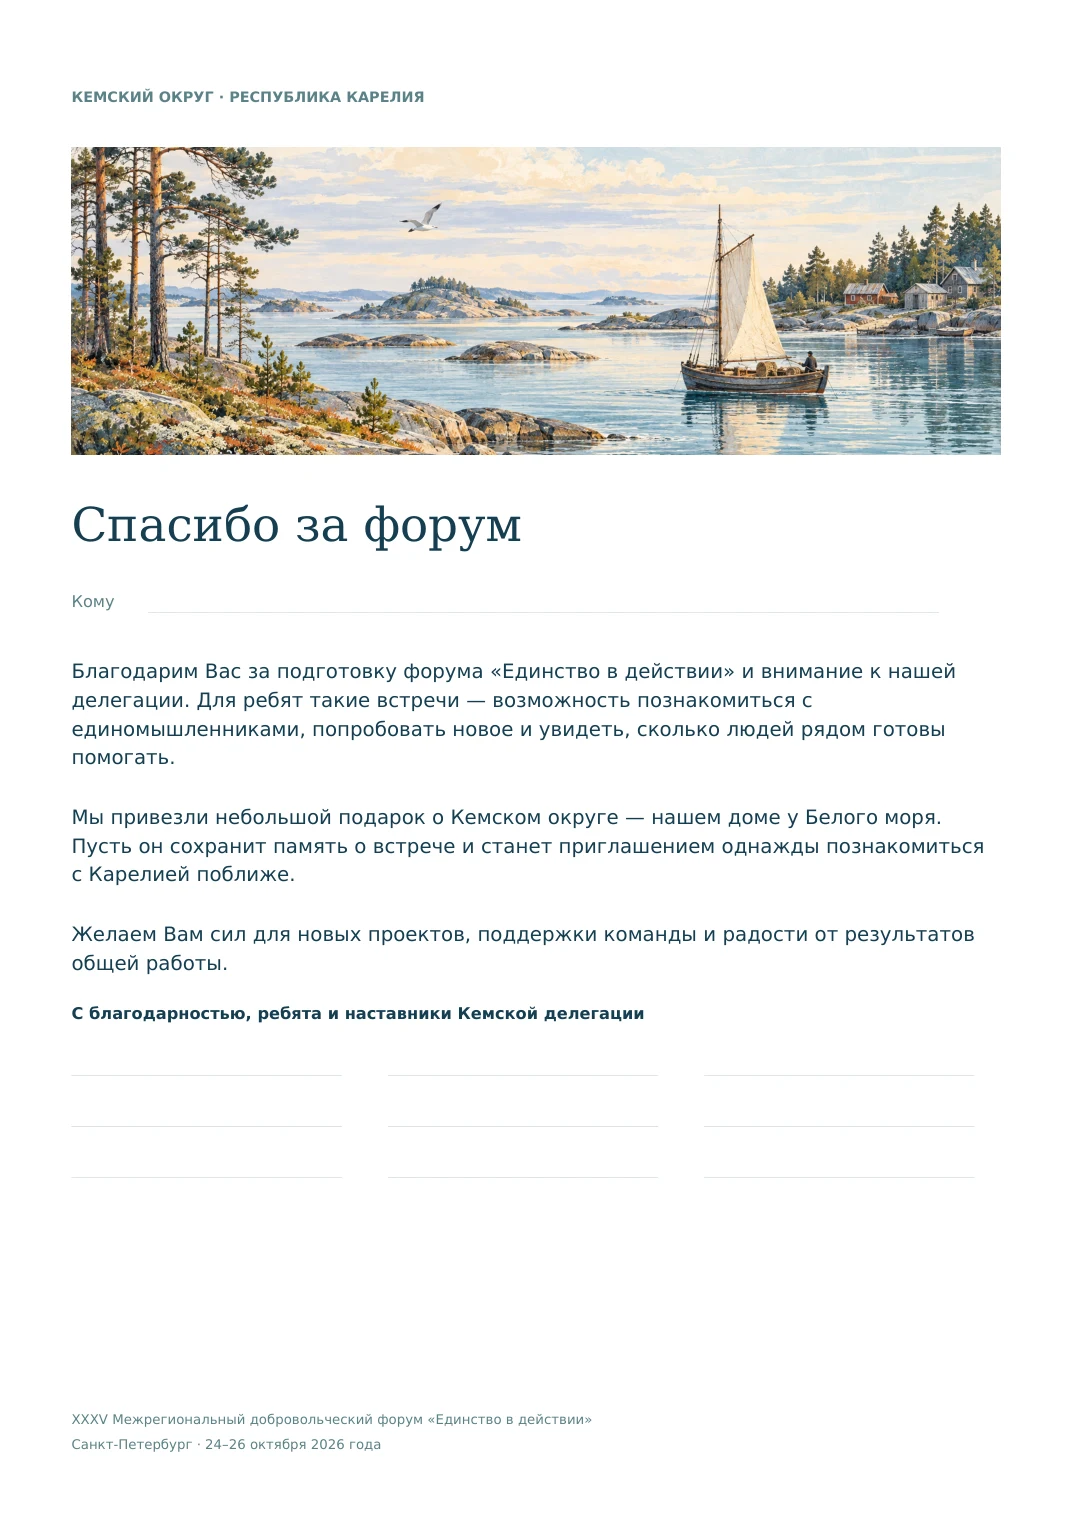 КЕМСКИЙ ОКРУГ · РЕСПУБЛИКА КАРЕЛИЯ
Спасибо за форум
Кому
Благодарим Вас за подготовку форума «Единство в действии» и внимание к нашей
делегации. Для ребят такие встречи — возможность познакомиться с
единомышленниками, попробовать новое и увидеть, сколько людей рядом готовы
помогать.
Мы привезли небольшой подарок о Кемском округе — нашем доме у Белого моря.
Пусть он сохранит память о встрече и станет приглашением однажды познакомиться
с Карелией поближе.
Желаем Вам сил для новых проектов, поддержки команды и радости от результатов
общей работы.
С благодарностью, ребята и наставники Кемской делегации
XXXV Межрегиональный добровольческий форум «Единство в действии»
Санкт-Петербург · 24–26 октября 2026 года